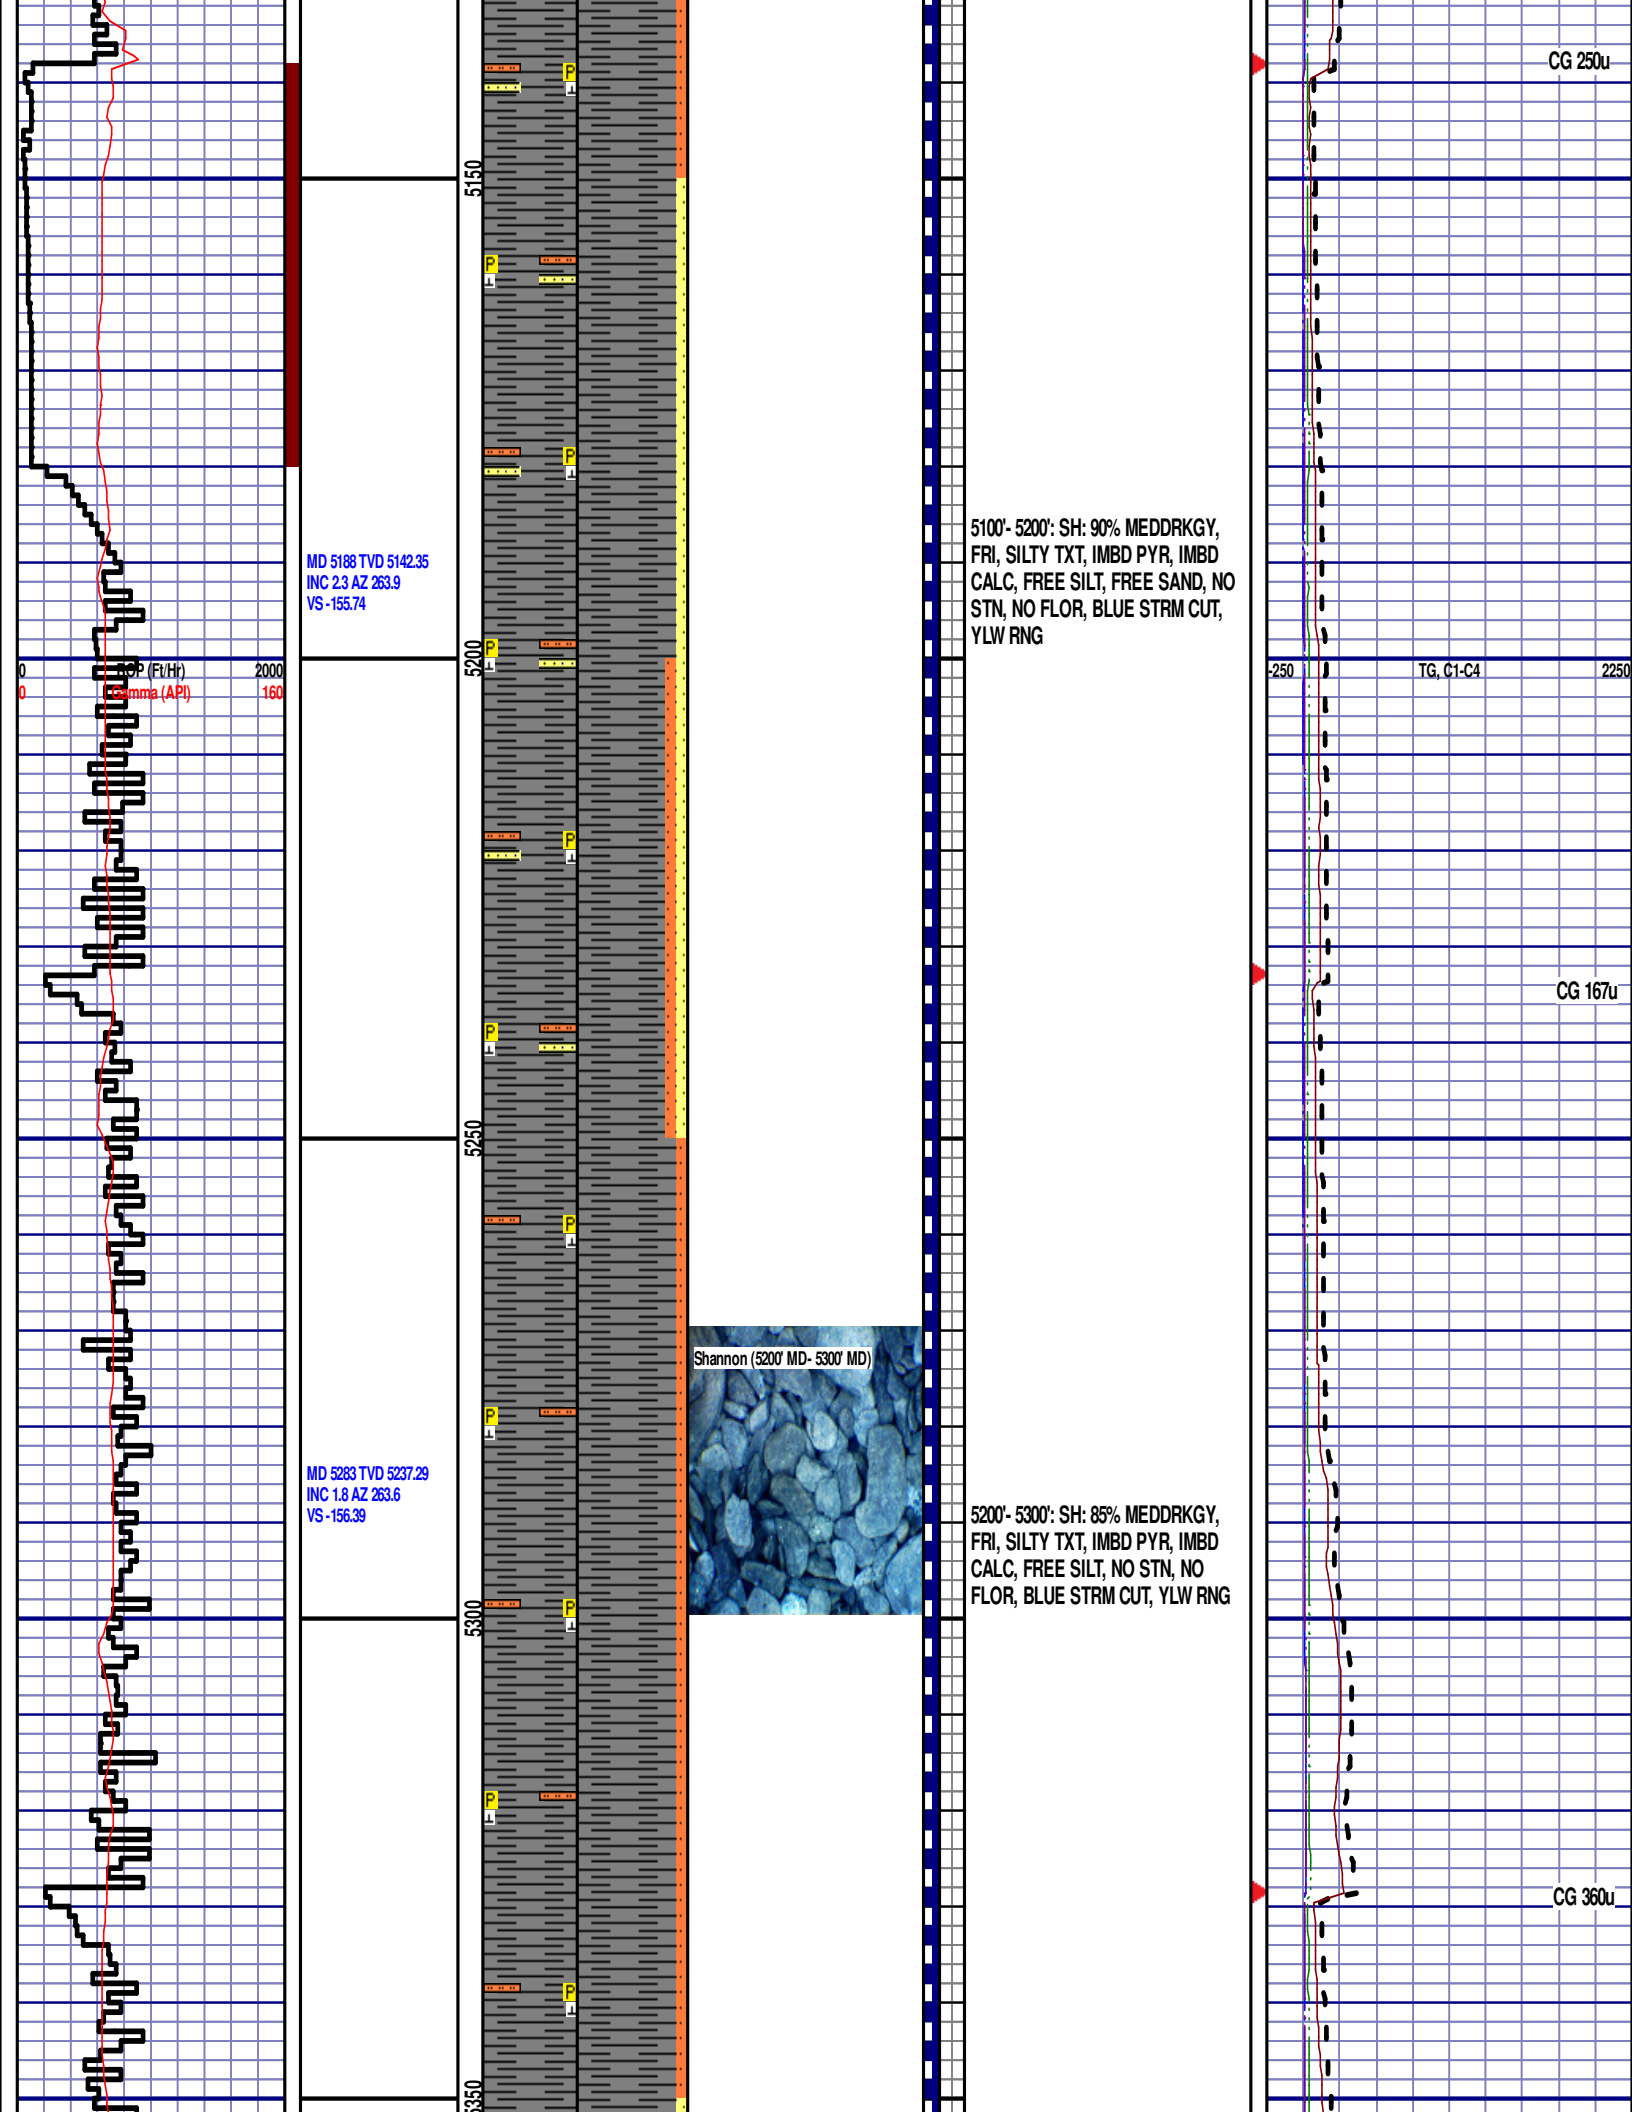 CG 250u
P
5150
P
P
5100'- 5200': SH: 90% MEDDRKGY,
FRI, SILTY TXT, IMBD PYR, IMBD
CALC, FREE SILT, FREE SAND, NO
STN, NO FLOR, BLUE STRM CUT,
YLW RNG
MD 5188 TVD 5142.35
INC 2.3 AZ 263.9
VS -155.74
P
5200
0 ROP (Ft/Hr) 2000
0 Gamma (API) 160
-250 TG, C1-C4 2250
P
CG 167u
P
5250
P
Shannon (5200' MD- 5300' MD)
P
MD 5283 TVD 5237.29
INC 1.8 AZ 263.6
VS -156.39
5200'- 5300': SH: 85% MEDDRKGY,
FRI, SILTY TXT, IMBD PYR, IMBD
CALC, FREE SILT, NO STN, NO
FLOR, BLUE STRM CUT, YLW RNG
P
5300
P
CG 360u
P
5350